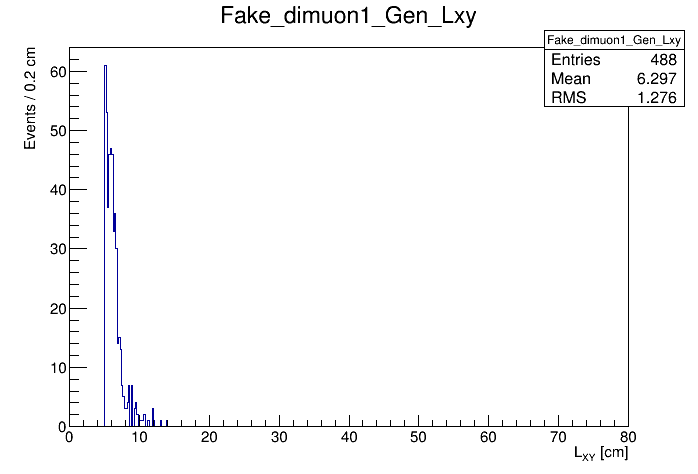 Fake_dimuon1_Gen_Lxy
Fake_dimuon1_Gen_Lxy
Entries 488
Mean 6.297
RMS 1.276
Events / 0.2 cm
60
50
40
30
20
10
0
0 10 20 30 40 50 60 70 80
L_XY [cm]